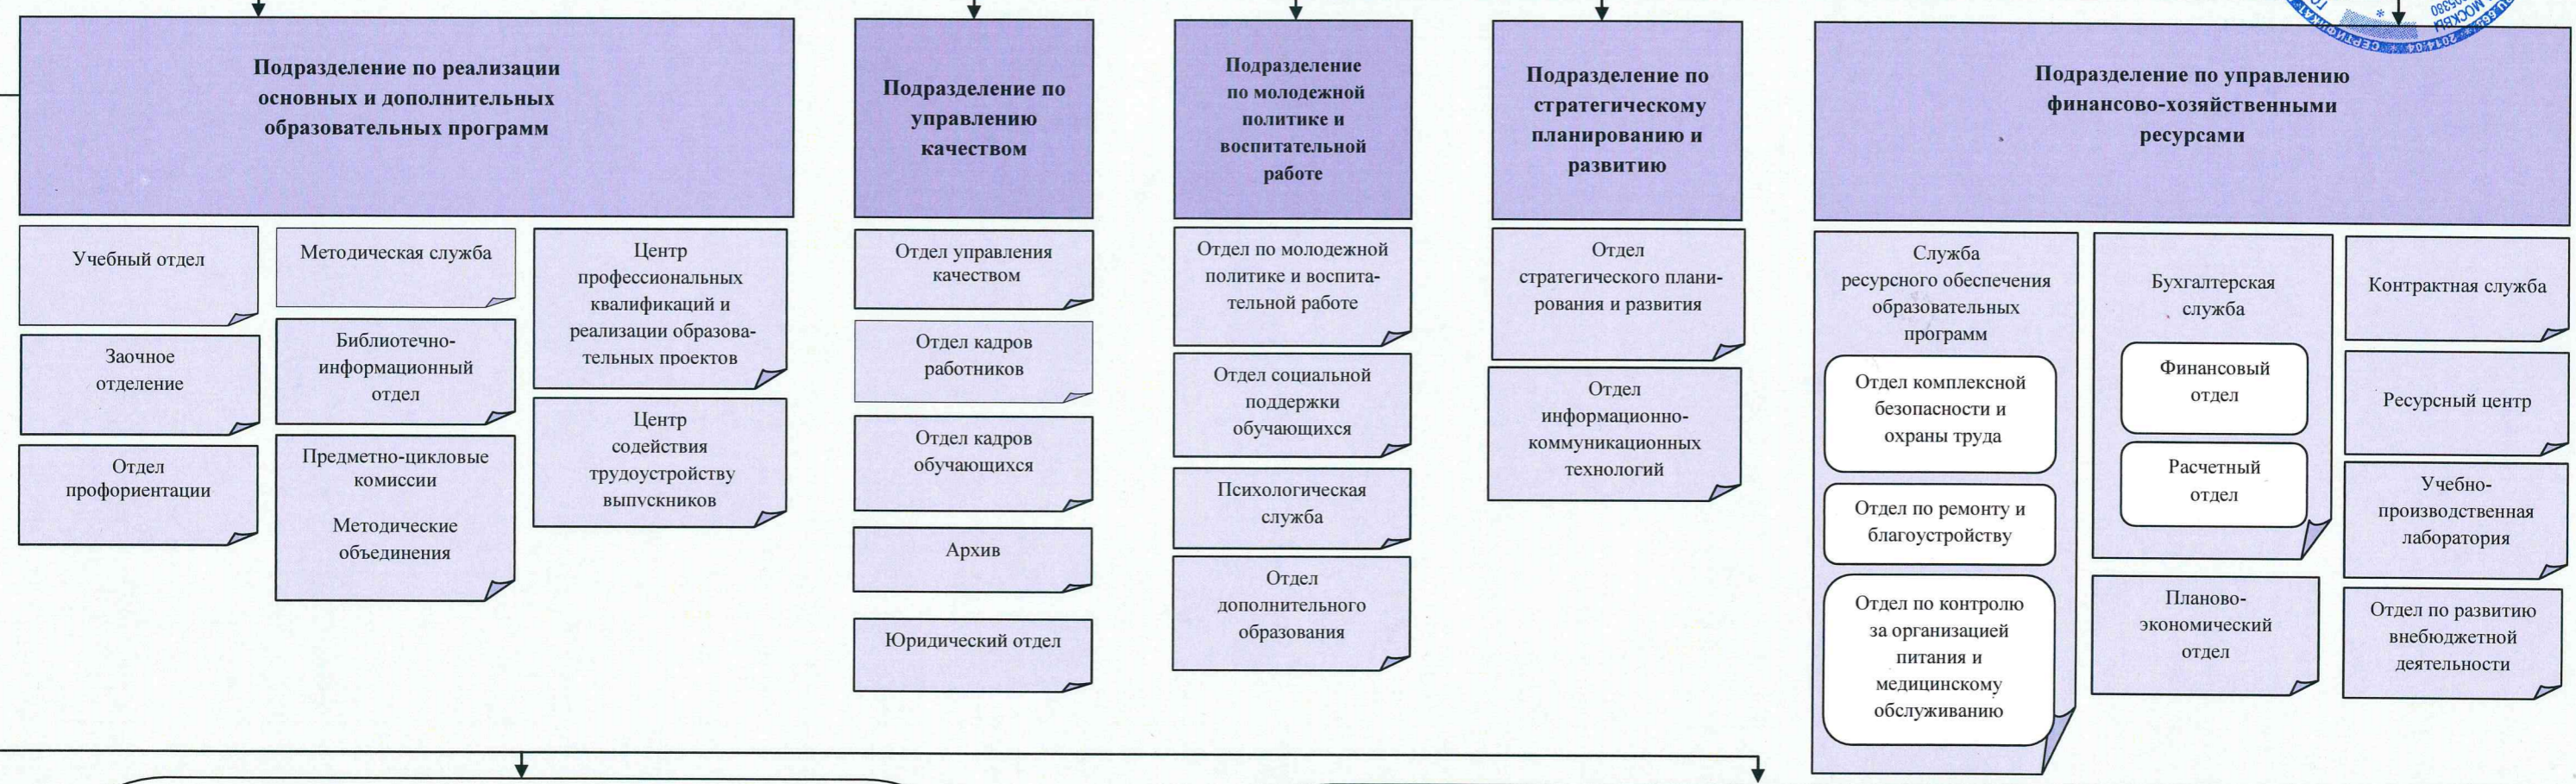 Подразделение по реализации
основных и дополнительных
образовательных программ
Учебный отдел
Заочное
отделение
Отдел
профориентации
Методическая служба
Библиотечно-
информационный
отдел
Предметно-цикловые
комиссии
Методические
объединения
Центр
профессиональных
квалификаций и
реализации образова-
тельных проектов
Центр
содействия
трудоустройству
выпускников
Подразделение по
управлению
качеством
Отдел управления
качеством
Отдел кадров
работников
Отдел кадров
обучающихся
Архив
Юридический отдел
Подразделение
по молодежной
политике и
воспитательной
работе
Отдел по молодежной
политике и воспита-
тельной работе
Отдел социальной
поддержки
обучающихся
Психологическая
служба
Отдел
дополнительного
образования
Подразделение по
стратегическому
планированию и
развитию
Отдел
стратегического плани-
рования и развития
Отдел
информационно-
коммуникационных
технологий
Подразделение по управлению
финансово-хозяйственными
ресурсами
Служба
ресурсного обеспечения
образовательных
программ
Отдел комплексной
безопасности и
охраны труда
Отдел по ремонту и
благоустройству
Отдел по контролю
за организацией
питания и
медицинскому
обслуживанию
Бухгалтерская
служба
Финансовый
отдел
Расчетный
отдел
Планово-
экономический
отдел
Контрактная служба
Ресурсный центр
Учебно-
производственная
лаборатория
Отдел по развитию
внебюджетной
деятельности
МОСКВЫ
2014.04